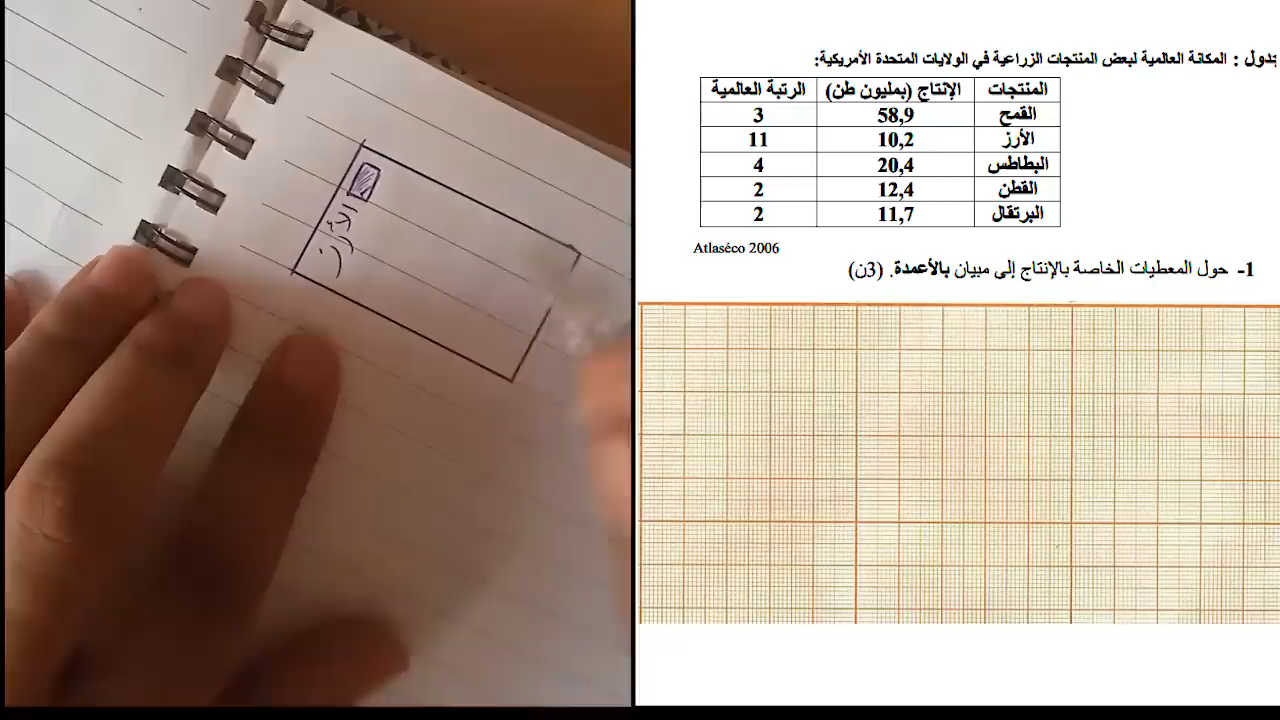 الأرز
جدول : المكانة العالمية لبعض المنتجات الزراعية في الولايات المتحدة الأمريكية:
المنتجات الإنتاج (بمليون طن) الرتبة العالمية
القمح 58,9 3
الأرز 10,2 11
البطاطس 20,4 4
القطن 12,4 2
البرتقال 11,7 2
Atlaséco 2006
1- حول المعطيات الخاصة بالإنتاج إلى مبيان بالأعمدة. (3ن)